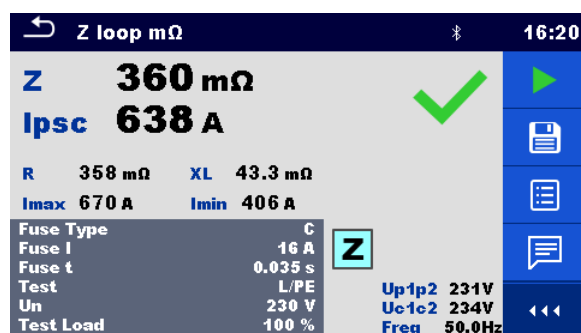 Z loop mΩ 16:20
Z 360 mΩ
Ipsc 638 A
R 358 mΩ XL 43.3 mΩ
Imax 670 A Imin 406 A
Fuse Type C
Fuse I 16 A
Fuse t 0.035 s
Test L/PE
Un 230 V
Test Load 100 %
Z
Up1p2 231V
Uc1c2 234V
Freq 50.0Hz